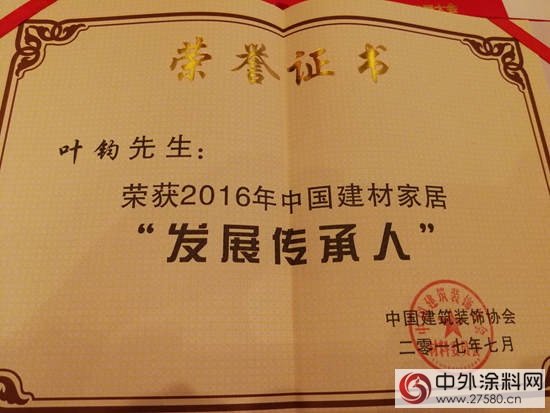 荣誉证书
叶钧先生：
荣获2016年中国建材家居
“发展传承人”
中国建筑装饰协会
二零一七年七月
中外涂料网
www.27580.cn